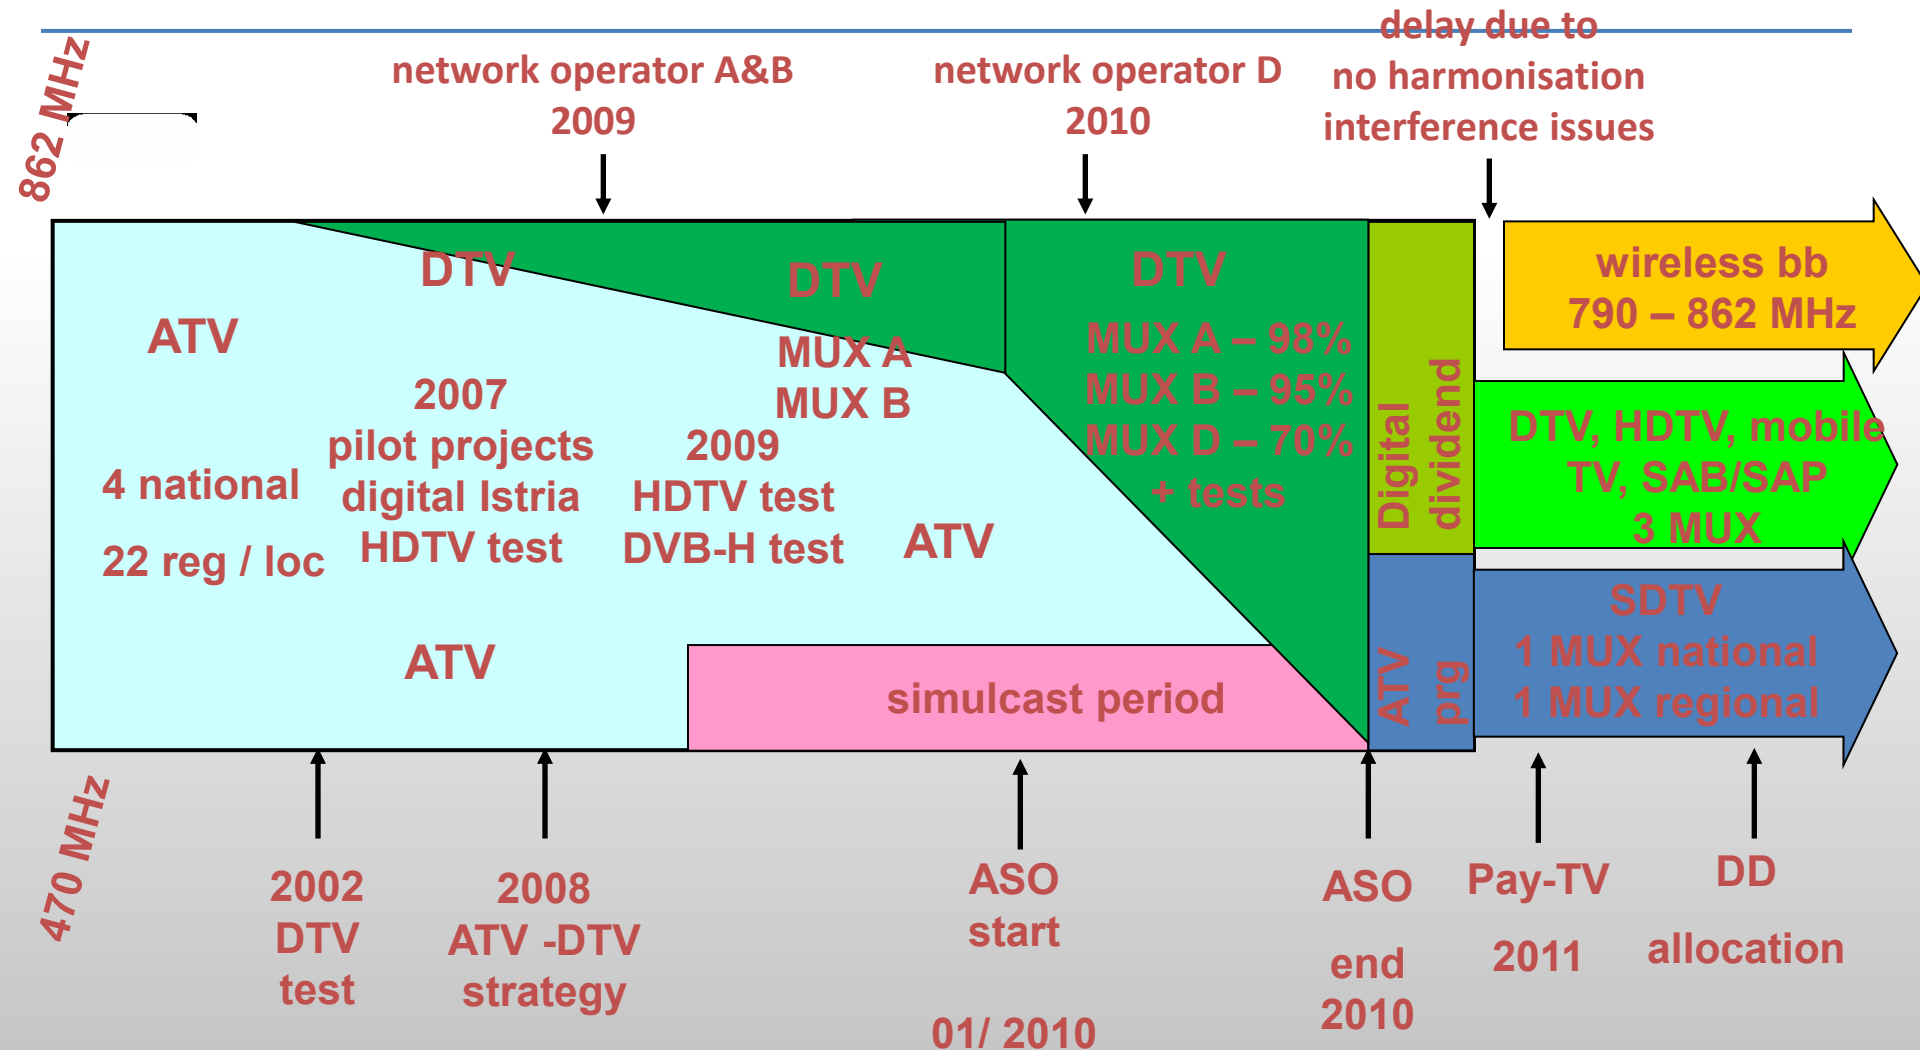 862 MHz
network operator A&B
2009
network operator D
2010
delay due to
no harmonisation
interference issues
DTV
DTV
DTV
ATV
MUX A
MUX B
MUX A – 98%
MUX B – 95%
MUX D – 70%
+ tests
2007
pilot projects
digital Istria
HDTV test
2009
HDTV test
DVB-H test
4 national
22 reg / loc
ATV
ATV
simulcast period
Digital
dividend
ATV
prg
wireless bb
790 – 862 MHz
DTV, HDTV, mobile
TV, SAB/SAP
3 MUX
SDTV
1 MUX national
1 MUX regional
470 MHz
2002
DTV
test
2008
ATV -DTV
strategy
ASO
start
01/ 2010
ASO
end
2010
Pay-TV
2011
DD
allocation